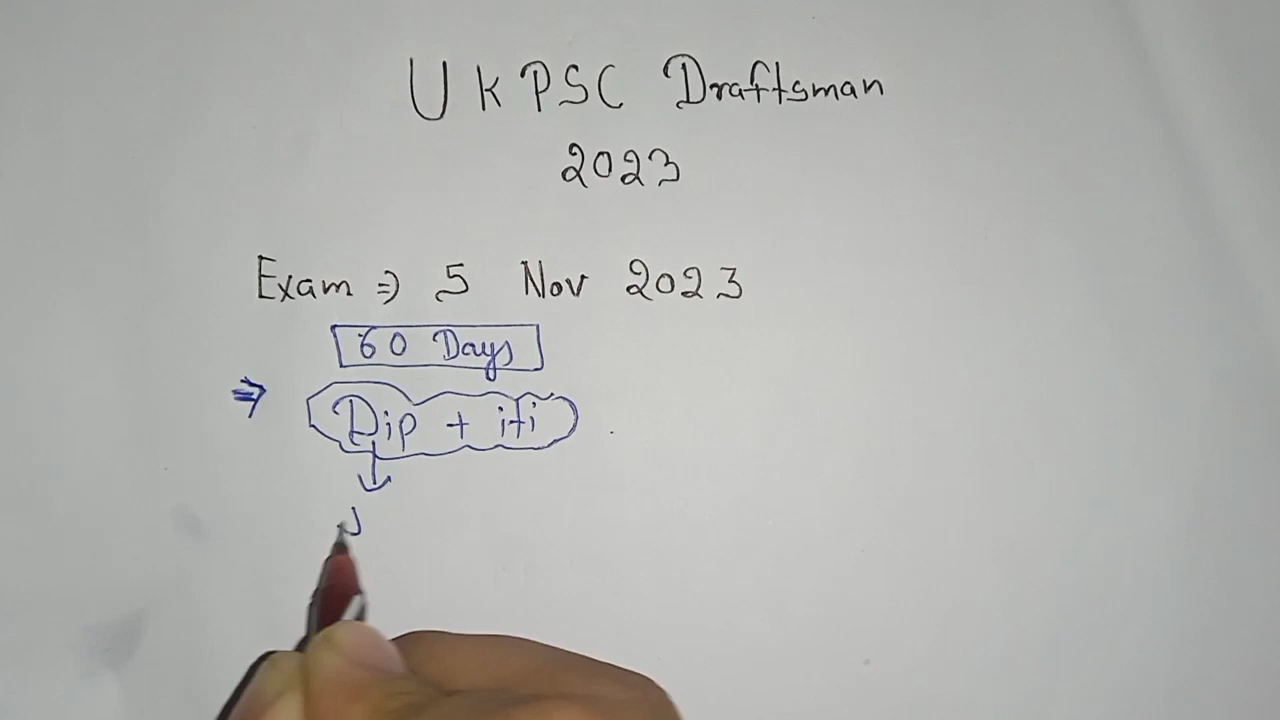 UKPSC Draftsman
2023
Exam ⇒ 5 Nov 2023
60 Days
⇒ Dip + iti